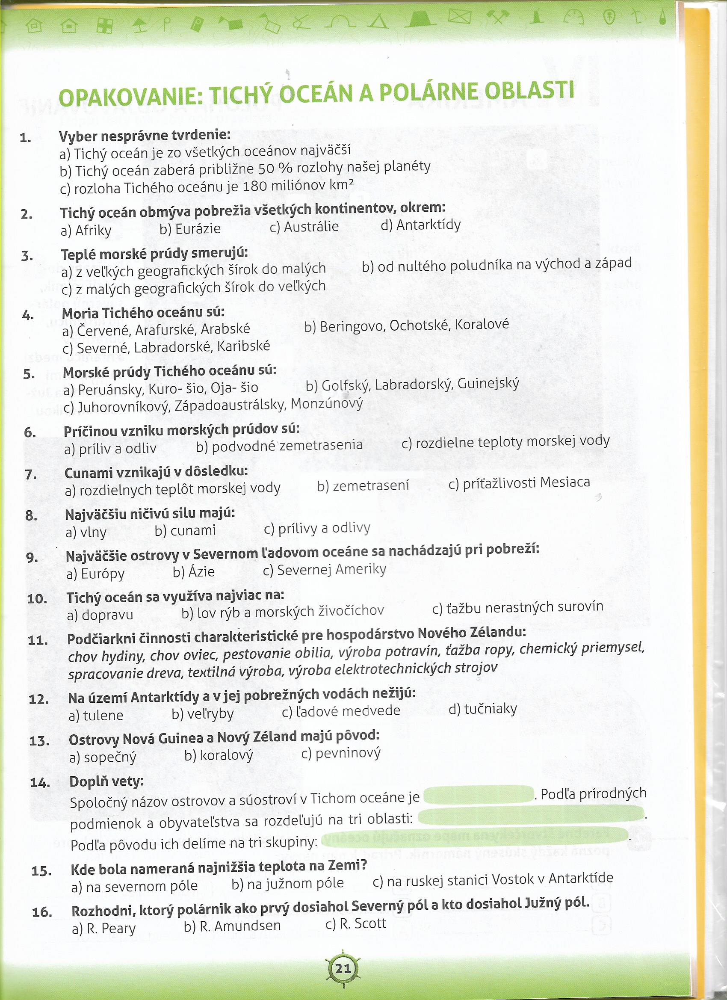 OPAKOVANIE: TICHÝ OCEÁN A POLÁRNE OBLASTI
1. Vyber nesprávne tvrdenie:
a) Tichý oceán je zo všetkých oceánov najväčší
b) Tichý oceán zaberá približne 50 % rozlohy našej planéty
c) rozloha Tichého oceánu je 180 miliónov km²
2. Tichý oceán obmýva pobrežia všetkých kontinentov, okrem:
a) Afriky b) Eurázie c) Austrálie d) Antarktídy
3. Teplé morské prúdy smerujú:
a) z veľkých geografických šírok do malých b) od nultého poludníka na východ a západ
c) z malých geografických šírok do veľkých
4. Moria Tichého oceánu sú:
a) Červené, Arafurské, Arabské b) Beringovo, Ochotské, Koralové
c) Severné, Labradorské, Karibské
5. Morské prúdy Tichého oceánu sú:
a) Peruánsky, Kuro- šio, Oja- šio b) Golfský, Labradorský, Guinejský
c) Juhorovníkový, Západoaustrálsky, Monzúnový
6. Príčinou vzniku morských prúdov sú:
a) príliv a odliv b) podvodné zemetrasenia c) rozdielne teploty morskej vody
7. Cunami vznikajú v dôsledku:
a) rozdielnych teplôt morskej vody b) zemetrasení c) príťažlivosti Mesiaca
8. Najväčšiu ničivú silu majú:
a) vlny b) cunami c) prílivy a odlivy
9. Najväčšie ostrovy v Severnom ľadovom oceáne sa nachádzajú pri pobreží:
a) Európy b) Ázie c) Severnej Ameriky
10. Tichý oceán sa využíva najviac na:
a) dopravu b) lov rýb a morských živočíchov c) ťažbu nerastných surovín
11. Podčiarkni činnosti charakteristické pre hospodárstvo Nového Zélandu:
chov hydiny, chov oviec, pestovanie obilia, výroba potravín, ťažba ropy, chemický priemysel,
spracovanie dreva, textilná výroba, výroba elektrotechnických strojov
12. Na území Antarktídy a v jej pobrežných vodách nežijú:
a) tulene b) veľryby c) ľadové medvede d) tučniaky
13. Ostrovy Nová Guinea a Nový Zéland majú pôvod:
a) sopečný b) koralový c) pevninový
14. Doplň vety:
Spoločný názov ostrovov a súostroví v Tichom oceáne je . Podľa prírodných
podmienok a obyvateľstva sa rozdeľujú na tri oblasti: .
Podľa pôvodu ich delíme na tri skupiny: .
15. Kde bola nameraná najnižšia teplota na Zemi?
a) na severnom póle b) na južnom póle c) na ruskej stanici Vostok v Antarktíde
16. Rozhodni, ktorý polárnik ako prvý dosiahol Severný pól a kto dosiahol Južný pól.
a) R. Peary b) R. Amundsen c) R. Scott
21